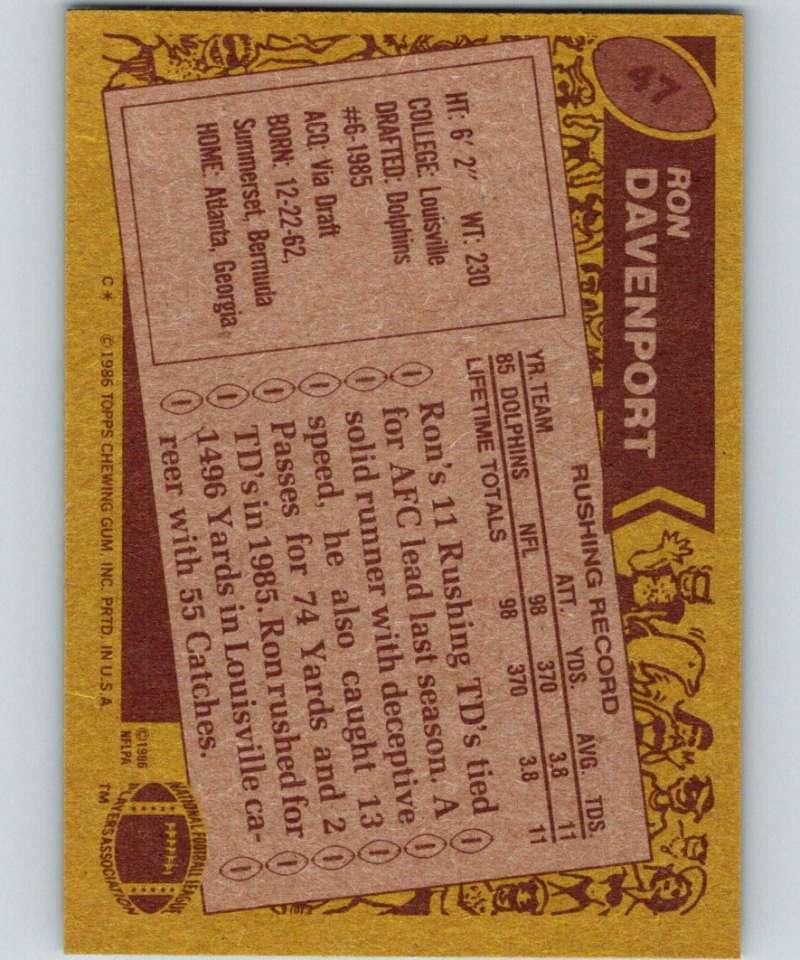 47
RON
DAVENPORT
HT: 6' 2" WT: 230
COLLEGE: Louisville
DRAFTED: Dolphins
#6-1985
ACQ: Via Draft
BORN: 12-22-62,
Summerset, Bermuda
HOME: Atlanta, Georgia
RUSHING RECORD
YR. TEAM NFL ATT. YDS. AVG. TDS.
85 DOLPHINS 98 370 3.8 11
LIFETIME TOTALS 98 370 3.8 11
Ron's 11 Rushing TD's tied
for AFC lead last season. A
solid runner with deceptive
speed, he also caught 13
Passes for 74 Yards and 2
TD's in 1985. Ron rushed for
1496 Yards in Louisville ca-
reer with 55 Catches.
C* ©1986 TOPPS CHEWING GUM, INC. PRTD. IN U.S.A.
©1986
NFLPA
NATIONAL FOOTBALL LEAGUE
PLAYERS ASSOCIATION
TM